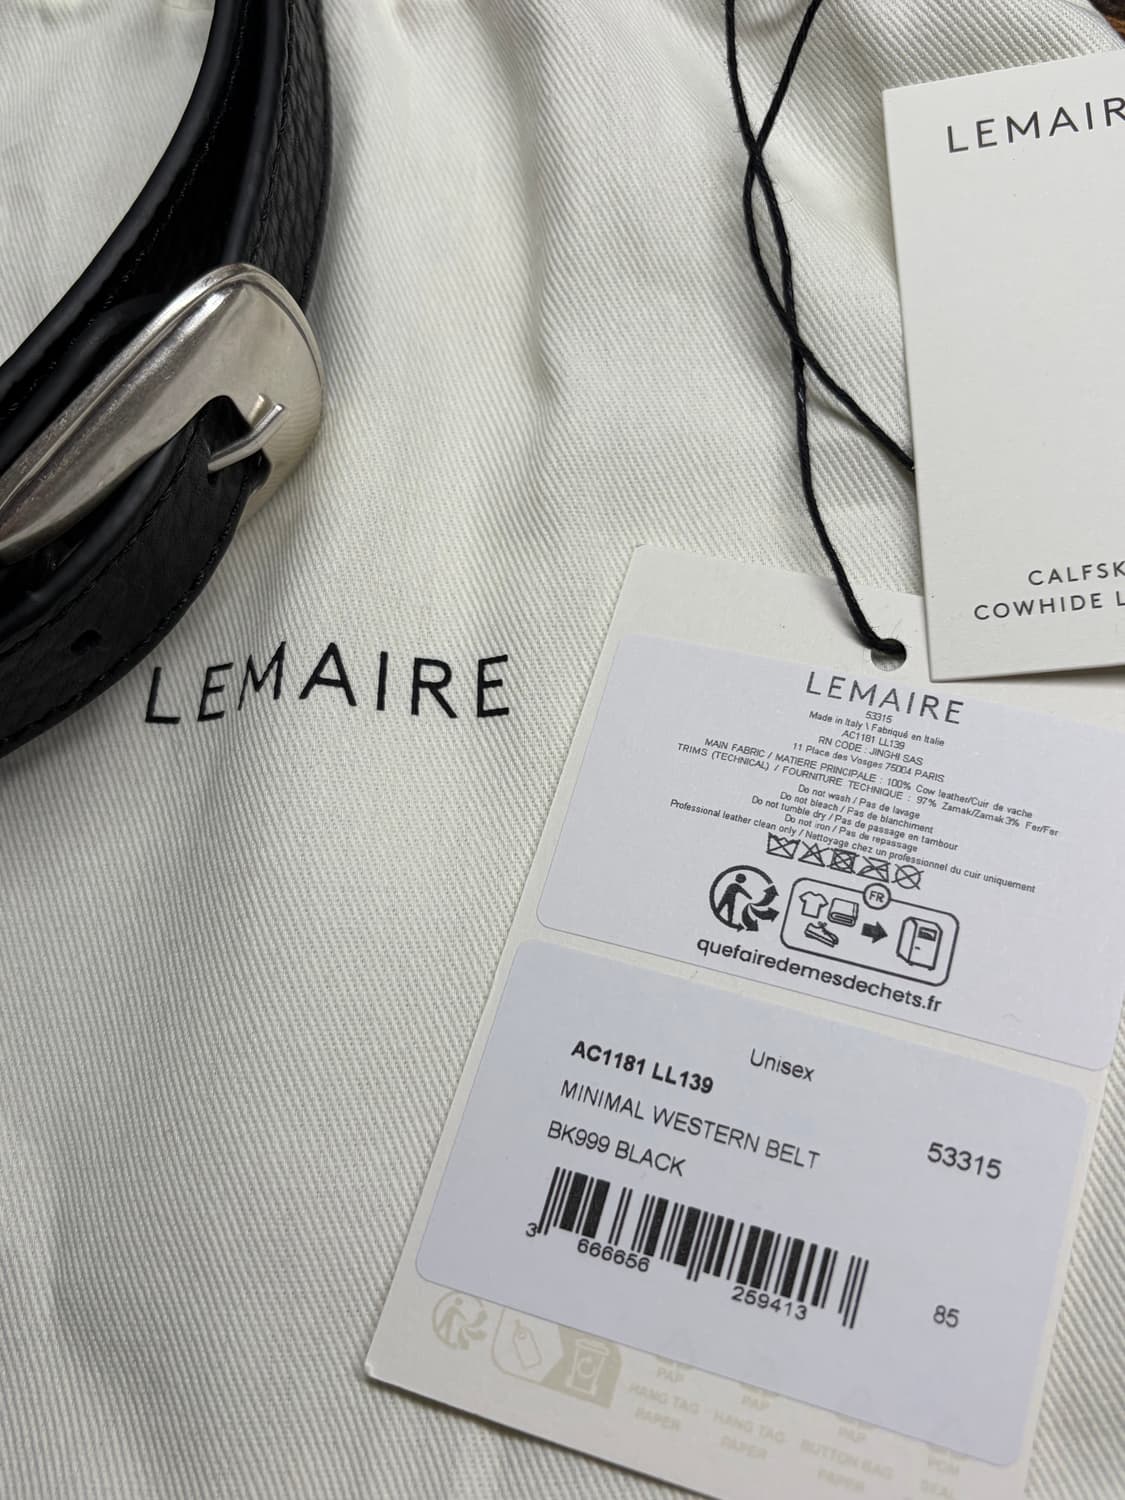 LEMAIR
CALFSK
COWHIDE L
LEMAIRE
LEMAIRE
53315
Made in Italy \ Fabriqué en Italie
AC1181 LL139
RN CODE : JINGHI SAS
11 Place des Vosges 75004 PARIS
MAIN FABRIC / MATIERE PRINCIPALE : 100% Cow leather/Cuir de vache
TRIMS (TECHNICAL) / FOURNITURE TECHNIQUE : 97% Zamak/Zamak 3% Fer/Fer
Do not wash / Pas de lavage
Do not bleach / Pas de blanchiment
Do not tumble dry / Pas de passage en tambour
Do not iron / Pas de repassage
Professional leather clean only / Nettoyage chez un professionnel du cuir uniquement
FR
quefairedemesdechets.fr
Unisex
AC1181 LL139
MINIMAL WESTERN BELT
53315
BK999 BLACK
3 666656 259413
85
PAP
HANG TAG
PAPER
PAP
HANG TAG
PAPER
PAP
BUTTON BAG
PAPER
PCM
SEAL